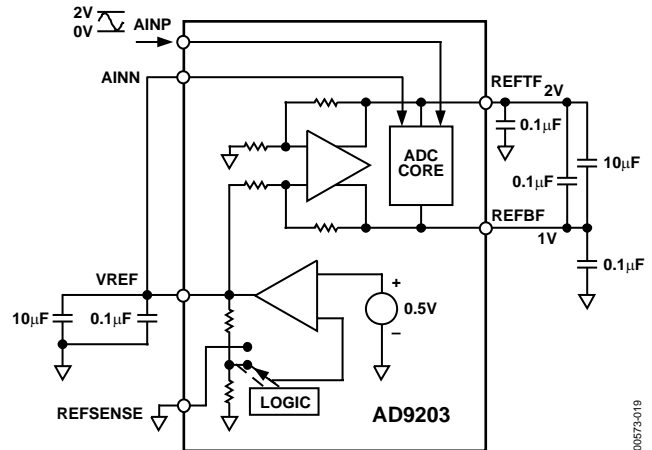 2V
0V
AINP
AINN
REFTF
2V
0.1μF
ADC
CORE
10μF
0.1μF
REFBF
1V
0.1μF
VREF
+
0.5V
–
10μF
0.1μF
LOGIC
REFSENSE
AD9203
00573-019